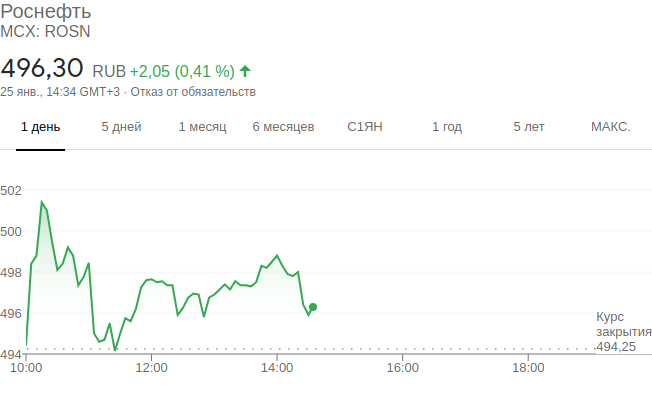 Роснефть
MCX: ROSN
496,30 RUB +2,05 (0,41 %)
25 янв., 14:34 GMT+3 · Отказ от обязательств
1 день 5 дней 1 месяц 6 месяцев С1ЯН 1 год 5 лет МАКС.
502
500
498
496
Курс
закрытия
494,25
494
10:00 12:00 14:00 16:00 18:00